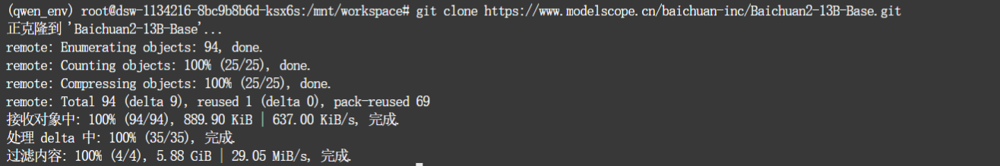 (qwen_env) root@dsw-1134216-8bc9b8b6d-ksx6s:/mnt/workspace# git clone https://www.modelscope.cn/baichuan-inc/Baichuan2-13B-Base.git
正克隆到 'Baichuan2-13B-Base'...
remote: Enumerating objects: 94, done.
remote: Counting objects: 100% (25/25), done.
remote: Compressing objects: 100% (25/25), done.
remote: Total 94 (delta 9), reused 1 (delta 0), pack-reused 69
接收对象中: 100% (94/94), 889.90 KiB | 637.00 KiB/s, 完成.
处理 delta 中: 100% (35/35), 完成.
过滤内容: 100% (4/4), 5.88 GiB | 29.05 MiB/s, 完成.